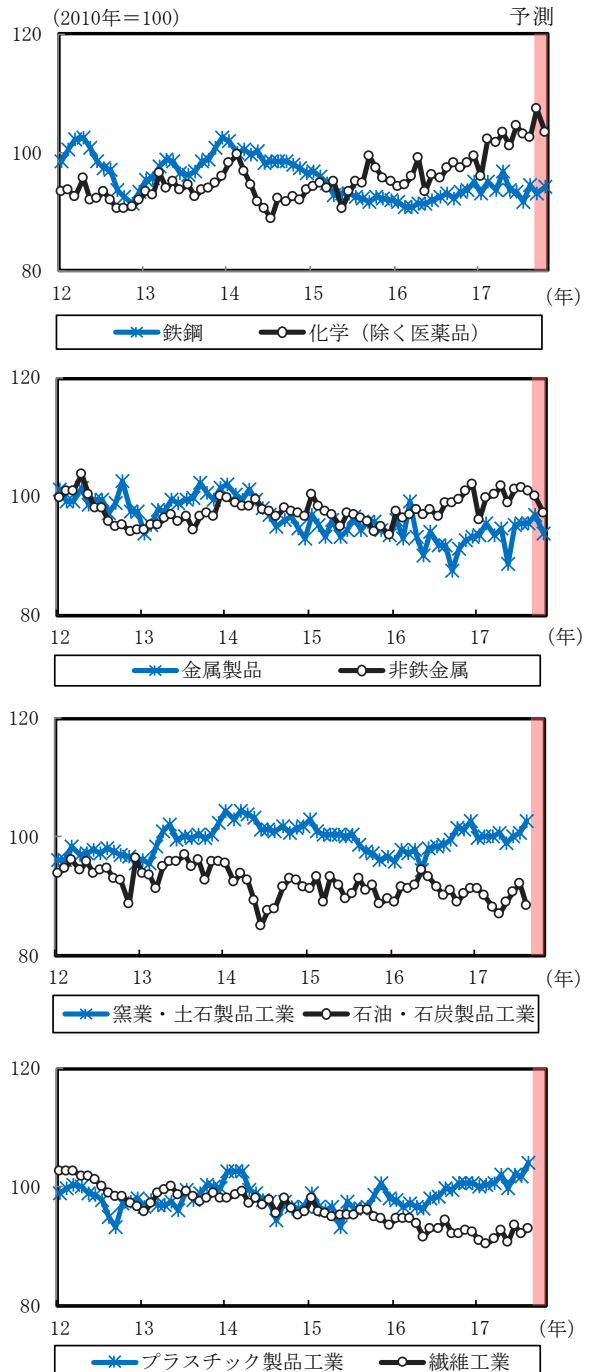 (2010年＝100) 予測
120
100
80
12 13 14 15 16 17 (年)
鉄鋼 化学（除く医薬品）
120
100
80
12 13 14 15 16 17 (年)
金属製品 非鉄金属
120
100
80
12 13 14 15 16 17 (年)
窯業・土石製品工業 石油・石炭製品工業
120
100
80
12 13 14 15 16 17 (年)
プラスチック製品工業 繊維工業